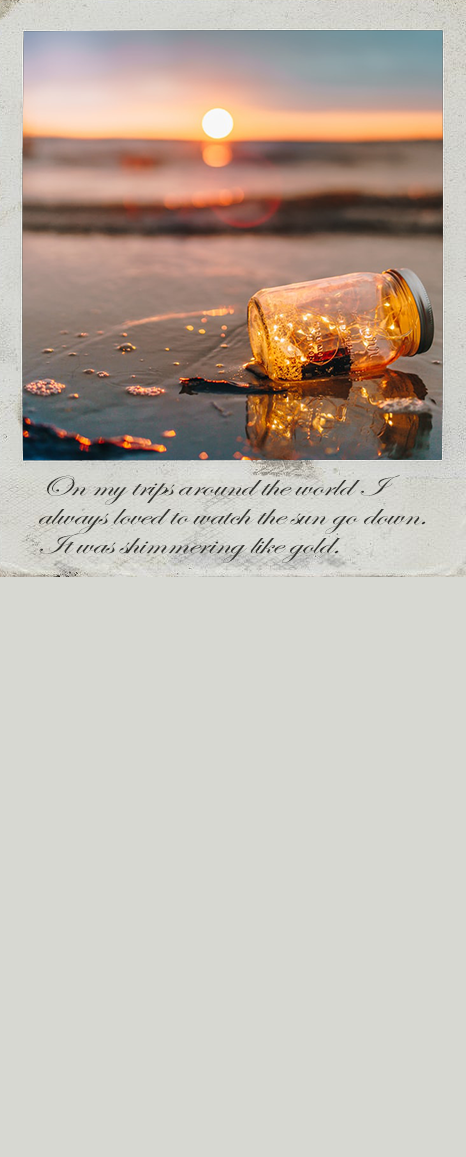 On my trips around the world I
always loved to watch the sun go down.
It was shimmering like gold.